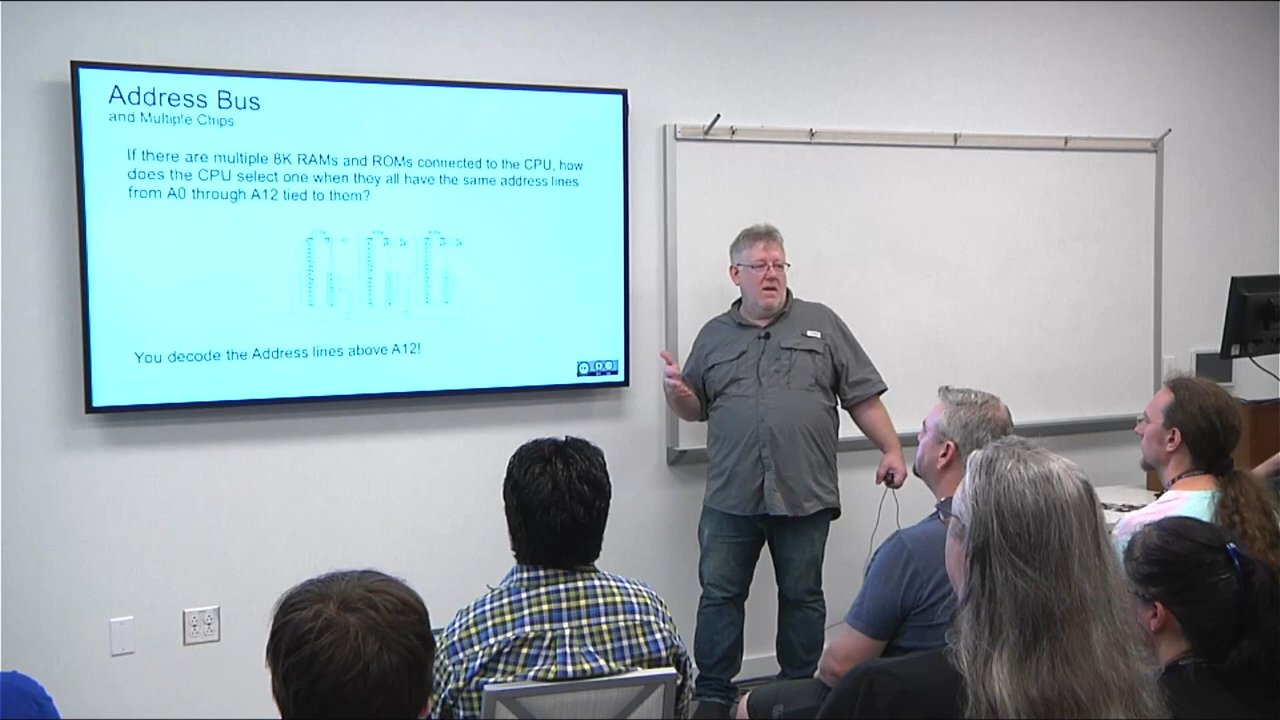 Address Bus
and Multiple Chips
If there are multiple 8K RAMs and ROMs connected to the CPU, how
does the CPU select one when they all have the same address lines
from A0 through A12 tied to them?
You decode the Address lines above A12!